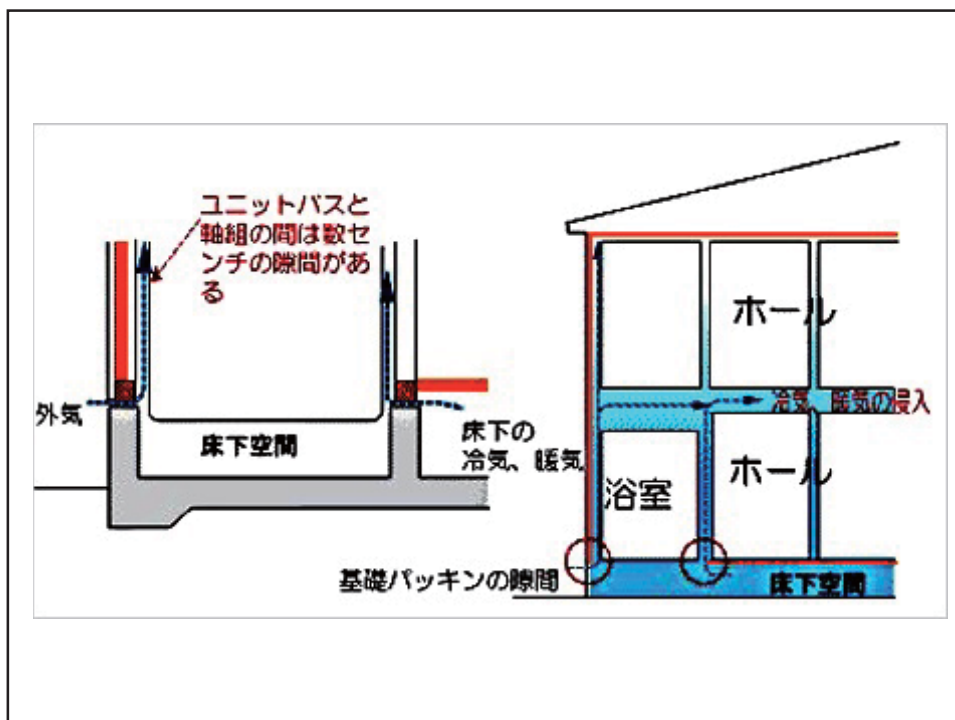 ユニットバスと
軸組の間は数セ
ンチの隙間があ
る
外気
床下空間
床下の
冷気、暖気
ホール
冷気、暖気の侵入
浴室
ホール
基礎パッキンの隙間
床下空間